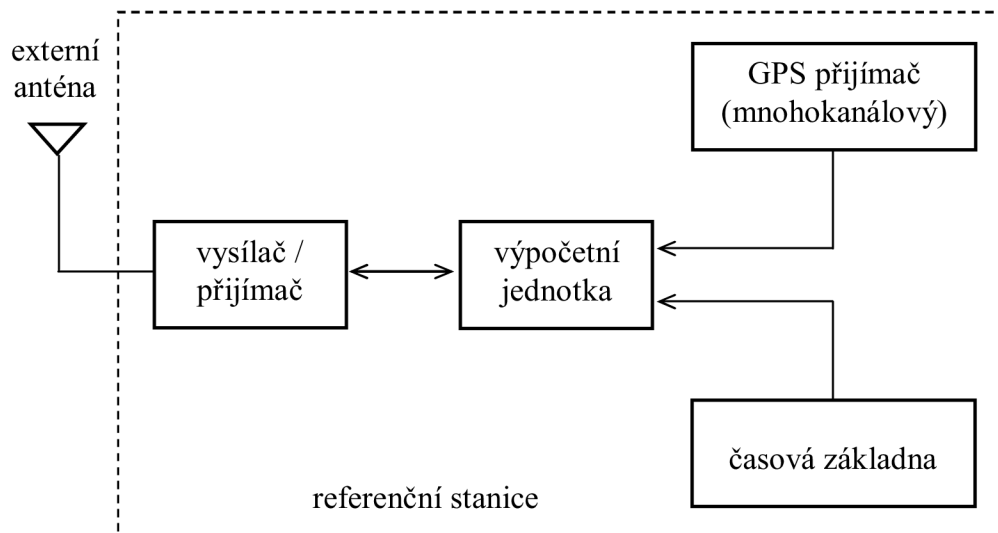 externí
anténa
GPS přijímač
(mnohokanálový)
vysílač /
přijímač
výpočetní
jednotka
časová základna
referenční stanice